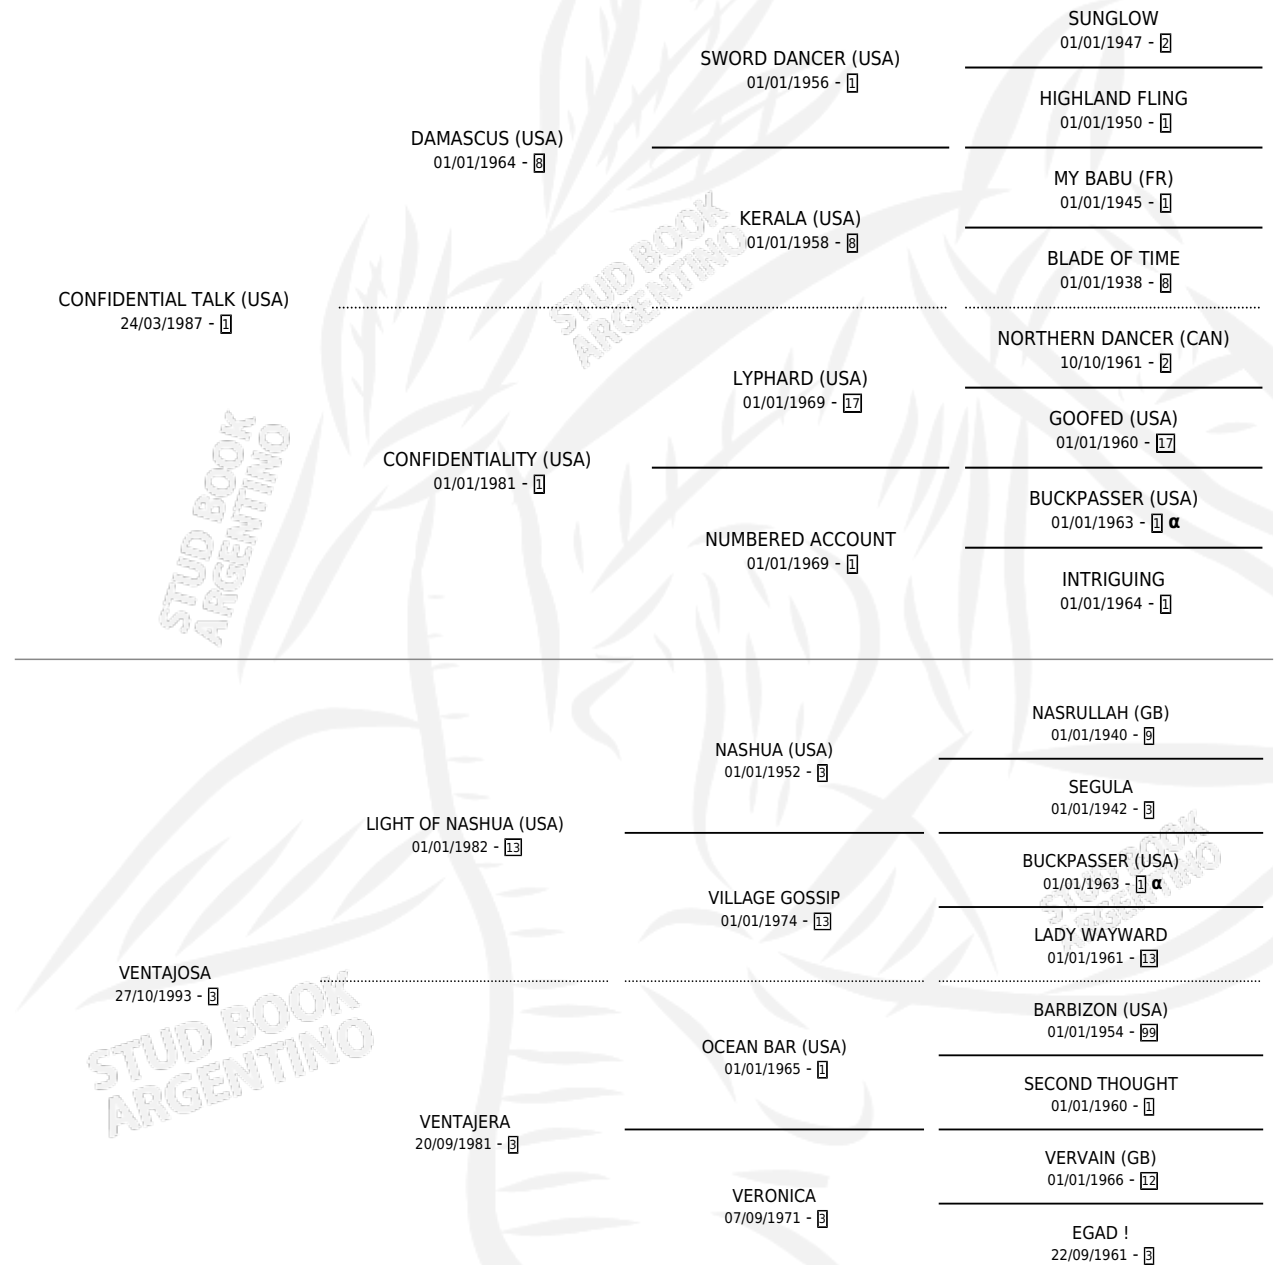 SUNGLOW
01/01/1947 - 2
SWORD DANCER (USA)
01/01/1956 - 1
HIGHLAND FLING
01/01/1950 - 1
DAMASCUS (USA)
01/01/1964 - 8
MY BABU (FR)
01/01/1945 - 1
KERALA (USA)
01/01/1958 - 8
BLADE OF TIME
01/01/1938 - 8
CONFIDENTIAL TALK (USA)
24/03/1987 - 1
NORTHERN DANCER (CAN)
10/10/1961 - 2
LYPHARD (USA)
01/01/1969 - 17
GOOFED (USA)
01/01/1960 - 17
CONFIDENTIALITY (USA)
01/01/1981 - 1
BUCKPASSER (USA)
01/01/1963 - 1 α
NUMBERED ACCOUNT
01/01/1969 - 1
INTRIGUING
01/01/1964 - 1
STUD BOOK
ARGENTINO
STUD BOOK
ARGENTINO
NASRULLAH (GB)
01/01/1940 - 9
NASHUA (USA)
01/01/1952 - 3
SEGULA
01/01/1942 - 3
LIGHT OF NASHUA (USA)
01/01/1982 - 13
BUCKPASSER (USA)
01/01/1963 - 1 α
VILLAGE GOSSIP
01/01/1974 - 13
LADY WAYWARD
01/01/1961 - 13
VENTAJOSA
27/10/1993 - 3
BARBIZON (USA)
01/01/1954 - 99
OCEAN BAR (USA)
01/01/1965 - 1
SECOND THOUGHT
01/01/1960 - 1
VENTAJERA
20/09/1981 - 3
VERVAIN (GB)
01/01/1966 - 12
VERONICA
07/09/1971 - 3
EGAD !
22/09/1961 - 3
STUD BOOK
ARGENTINO
STUD BOOK
ARGENTINO